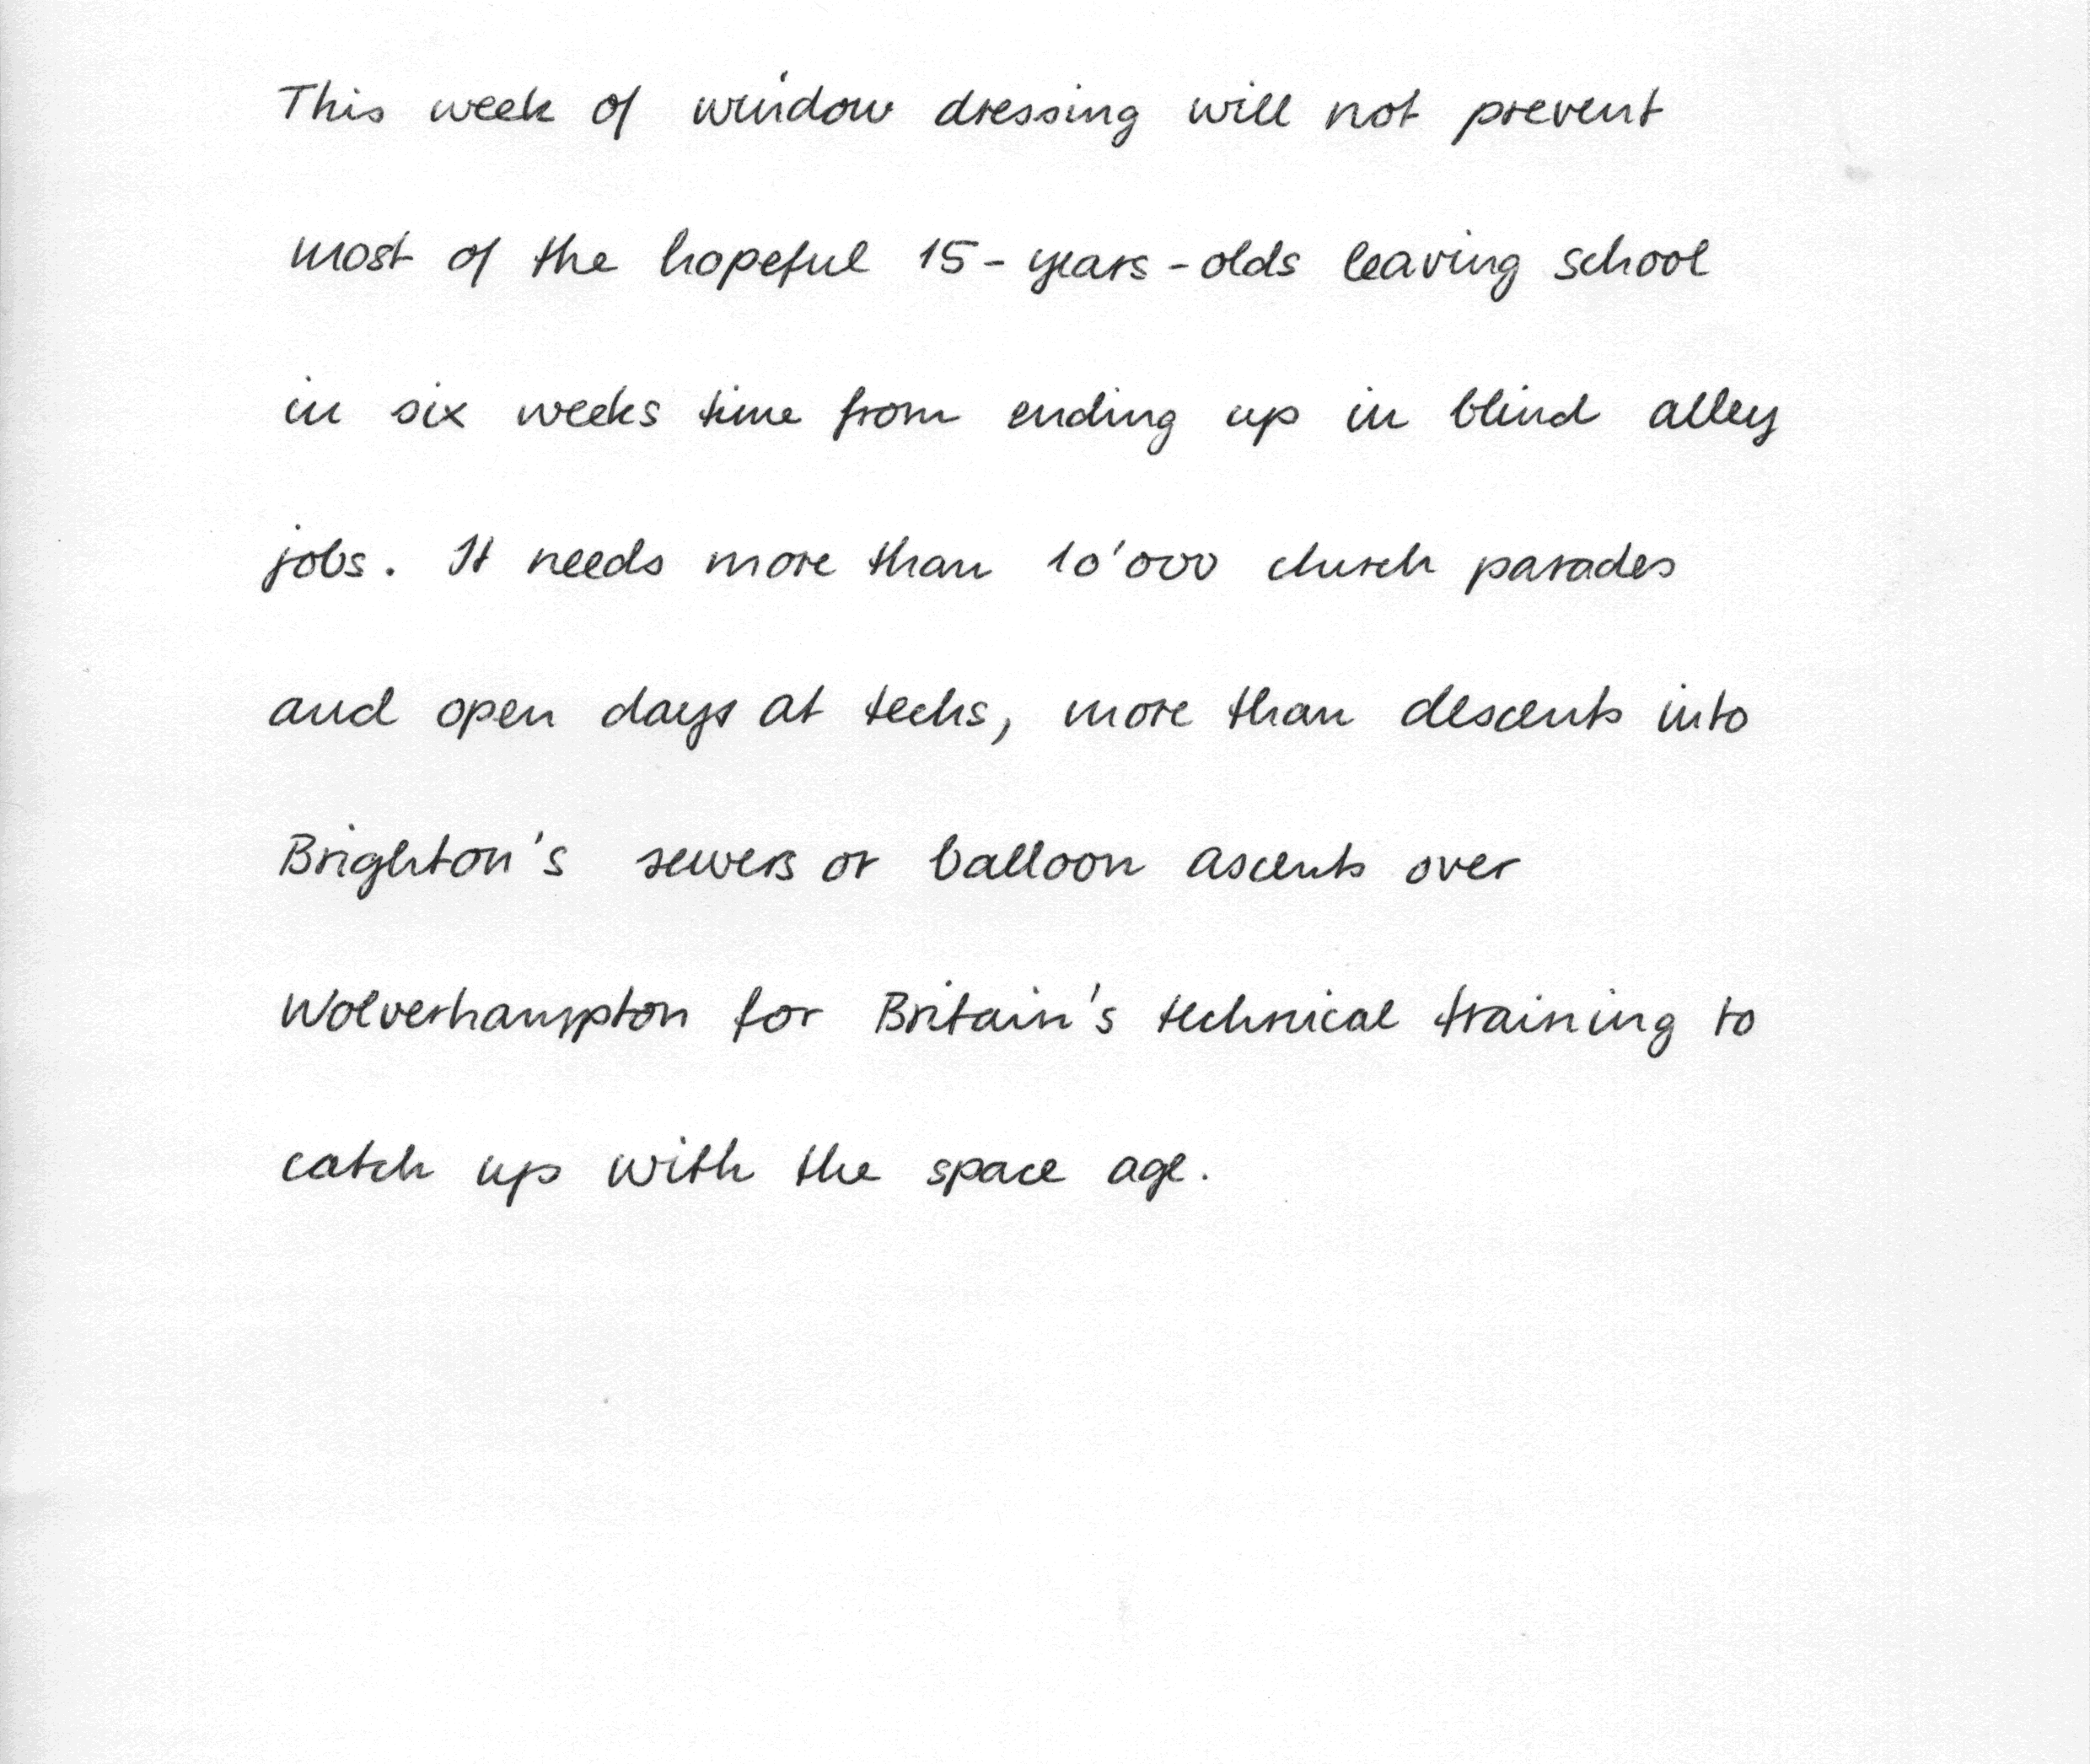 This week of window dressing will not prevent
most of the hopeful 15-years-olds leaving school
in six weeks time from ending up in blind alley
jobs. It needs more than 10'000 church parades
and open days at techs, more than descents into
Brighton's sewers or balloon ascents over
Wolverhampton for Britain's technical training to
catch up with the space age.